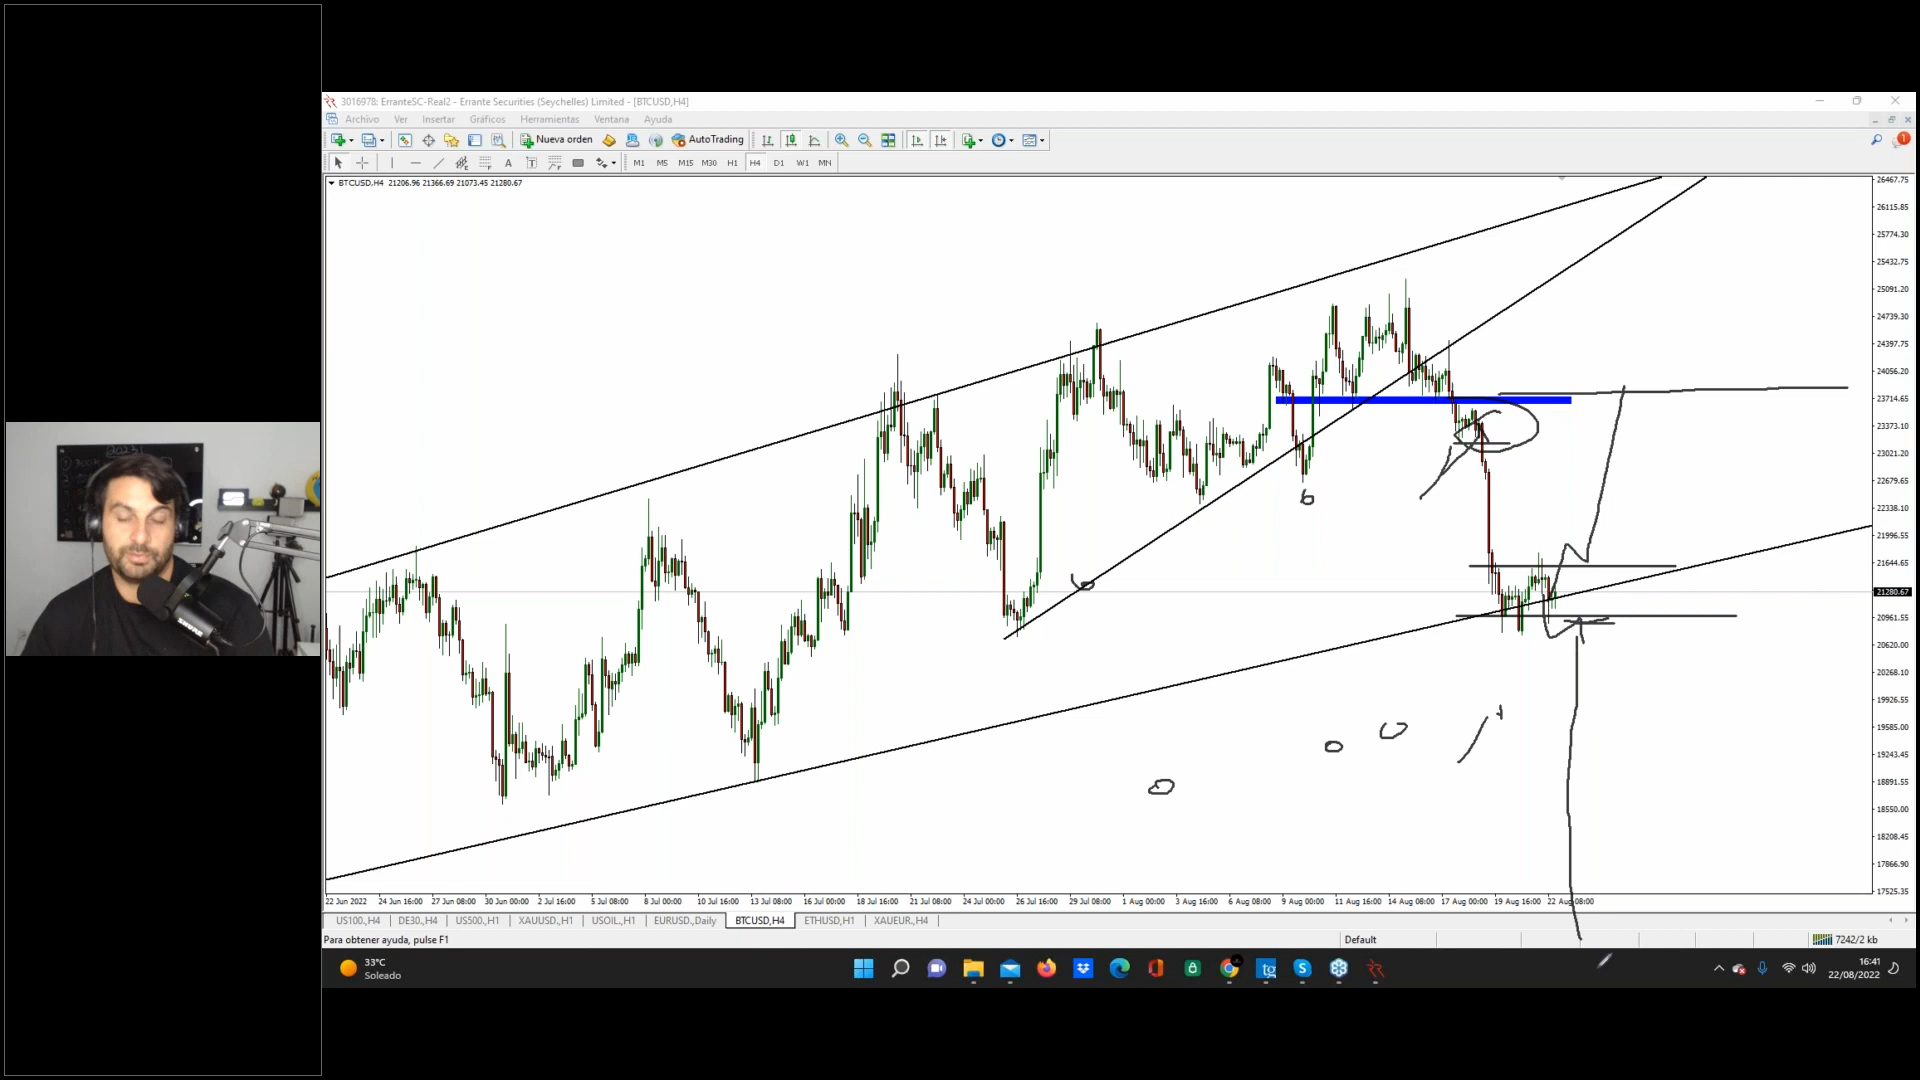 3016978: ErranteSC-Real2 - Errante Securities (Seychelles) Limited - [BTCUSD,H4]
Archivo Ver Insertar Gráficos Herramientas Ventana Ayuda
Nueva orden AutoTrading 1
A T M1 M5 M15 M30 H1 H4 D1 W1 MN
BTCUSD,H4 21206.96 21366.69 21073.45 21280.67
26467.75
26115.85
25774.30
25432.75
25091.20
24739.30
24397.75
24056.20
23714.65
23373.10
23021.20
22679.65
22338.10
21996.55
21644.65
21280.67
20961.55
20620.00
20268.10
19926.55
19585.00
19243.45
18891.55
18550.00
18208.45
17866.90
17525.35
22 Jun 2022 24 Jun 16:00 27 Jun 08:00 30 Jun 00:00 2 Jul 16:00 5 Jul 08:00 8 Jul 00:00 10 Jul 16:00 13 Jul 08:00 16 Jul 00:00 18 Jul 16:00 21 Jul 08:00 24 Jul 00:00 26 Jul 16:00 29 Jul 08:00 1 Aug 00:00 3 Aug 16:00 6 Aug 08:00 9 Aug 00:00 11 Aug 16:00 14 Aug 08:00 17 Aug 00:00 19 Aug 16:00 22 Aug 08:00
US100.,H4 DE30.,H4 US500.,H1 XAUUSD.,H1 USOIL.,H1 EURUSD.,Daily BTCUSD,H4 ETHUSD,H1 XAUEUR.,H4
Para obtener ayuda, pulse F1 Default 7242/2 kb
33°C
Soleado
16:41
22/08/2022
SHURE